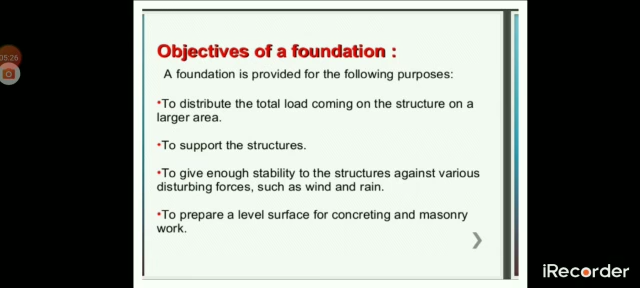 05:26
Objectives of a foundation :
A foundation is provided for the following purposes:
•To distribute the total load coming on the structure on a
larger area.
•To support the structures.
•To give enough stability to the structures against various
disturbing forces, such as wind and rain.
•To prepare a level surface for concreting and masonry
work.
iRecorder